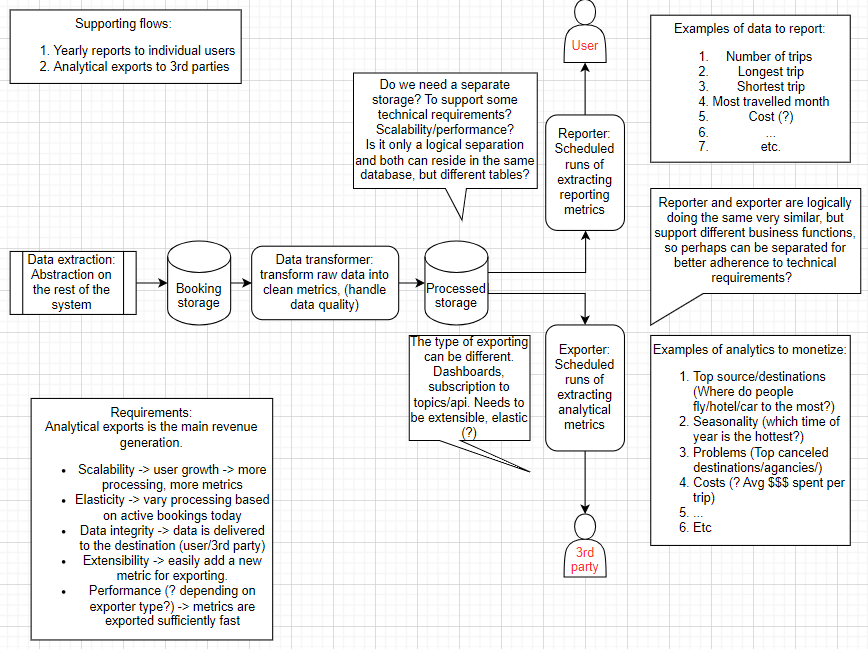 Supporting flows:
1. Yearly reports to individual users
2. Analytical exports to 3rd parties
User
Examples of data to report:
1. Number of trips
2. Longest trip
3. Shortest trip
4. Most travelled month
5. Cost (?)
6. ...
7. etc.
Do we need a separate
storage? To support some
technical requirements?
Scalability/performance?
Is it only a logical separation
and both can reside in the same
database, but different tables?
Reporter:
Scheduled
runs of
extracting
reporting
metrics
Reporter and exporter are logically
doing the same very similar, but
support different business functions,
so perhaps can be separated for
better adherence to technical
requirements?
Data extraction:
Abstraction on
the rest of the
system
Booking
storage
Data transformer:
transform raw data into
clean metrics, (handle
data quality)
Processed
storage
The type of exporting
can be different.
Dashboards,
subscription to
topics/api. Needs to
be extensible, elastic
(?)
Exporter:
Scheduled
runs of
extracting
analytical
metrics
Examples of analytics to monetize:
1. Top source/destinations
(Where do people
fly/hotel/car to the most?)
2. Seasonality (which time of
year is the hottest?)
3. Problems (Top canceled
destinations/agancies/)
4. Costs (? Avg $$$ spent per
trip)
5. ...
6. Etc
Requirements:
Analytical exports is the main revenue
generation.
• Scalability -> user growth -> more
processing, more metrics
• Elasticity -> vary processing based
on active bookings today
• Data integrity -> data is delivered
to the destination (user/3rd party)
• Extensibility -> easily add a new
metric for exporting.
• Performance (? depending on
exporter type?) -> metrics are
exported sufficiently fast
3rd
party